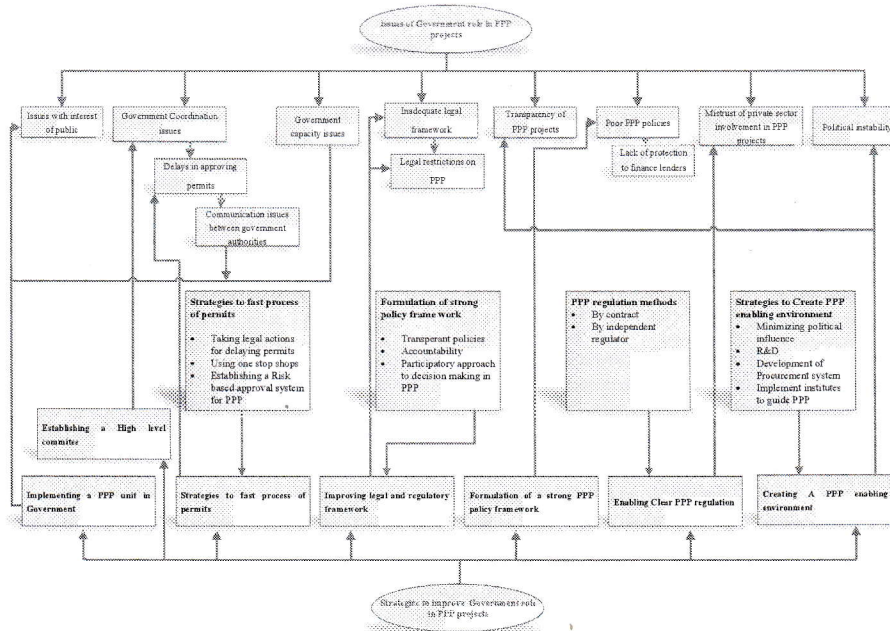 Issues of Government role in PPP
projects
Issues with interest
of public
Government Coordination
issues
Government
capacity issues
Inadequate legal
framework
Transparency of
PPP projects
Poor PPP policies
Mistrust of private sector
involvement in PPP
projects
Political instability
Delays in approving
permits
Legal restrictions on
PPP
Lack of protection
to finance lenders
Communication issues
between government
authorities
Strategies to fast process
of permits
• Taking legal actions
for delaying permits
• Using one stop shops
• Establishing a Risk
based approval system
for PPP
Formulation of strong
policy fram ework
• Transperant policies
• Accountability
• Participatory approach
to decision making in
PPP
PPP regulation methods
• By contract
• By independent
regulator
Strategies to Create PPP
enabling environment
• Minimizing political
influence
• R&D
• Development of
Procurement system
• Implement institutes
to guide PPP
Establishing a High level
commitee
Implementing a PPP unit in
Government
Strategies to fast process of
permits
Improving legal and regulatory
framework
Formulation of a strong PPP
policy framework
Enabling Clear PPP regulation
Creating A PPP enabling
environment
Strategies to improve Government role
in PPP projects